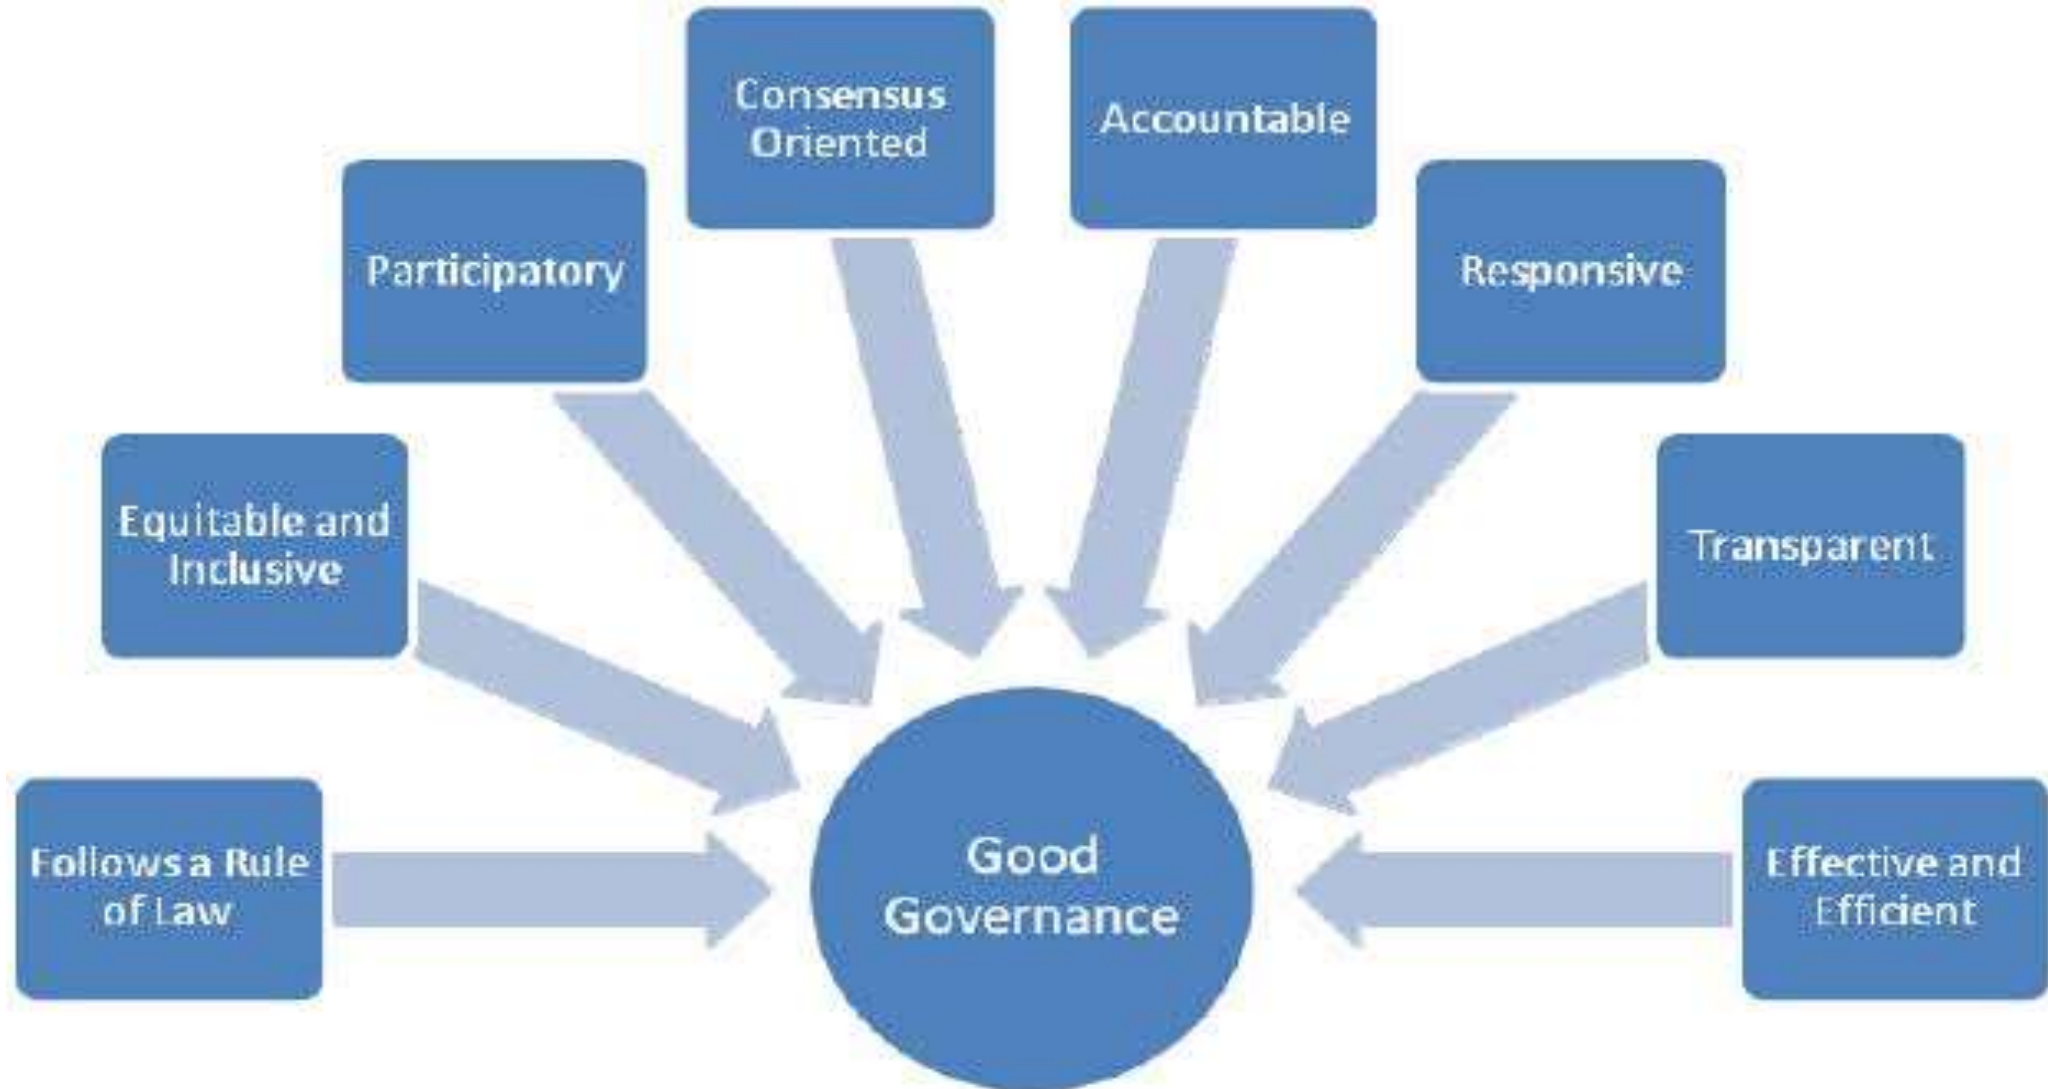 Consensus
Oriented
Accountable
Participatory
Responsive
Equitable and
Inclusive
Transparent
Follows a Rule
of Law
Good
Governance
Effective and
Efficient